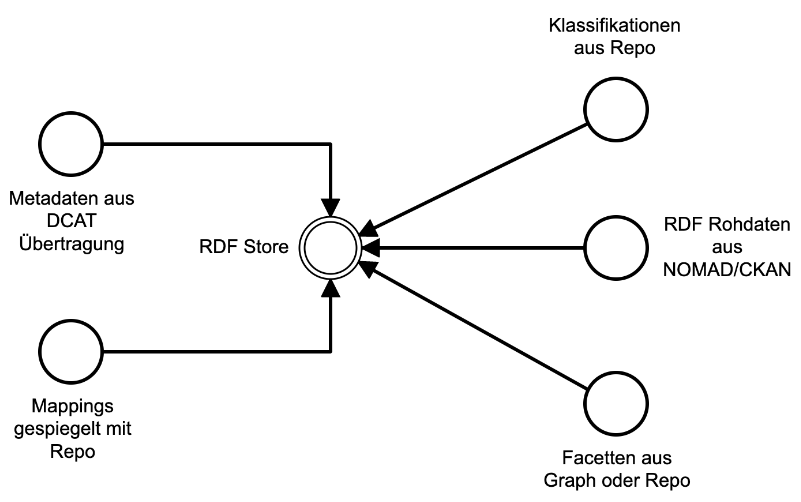 Klassifikationen
aus Repo
Metadaten aus
DCAT
Übertragung
RDF Store
RDF Rohdaten
aus
NOMAD/CKAN
Mappings
gespiegelt mit
Repo
Facetten aus
Graph oder Repo